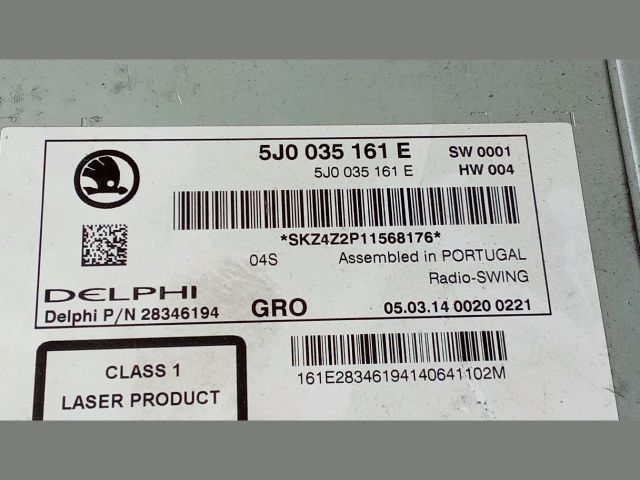 5J0 035 161 E SW 0001
5J0 035 161 E HW 004
*SKZ4Z2P11568176*
04S Assembled in PORTUGAL
Radio-SWING
DELPHI
Delphi P/N 28346194 GRO 05.03.14 0020 0221
CLASS 1
LASER PRODUCT
161E28346194140641102M